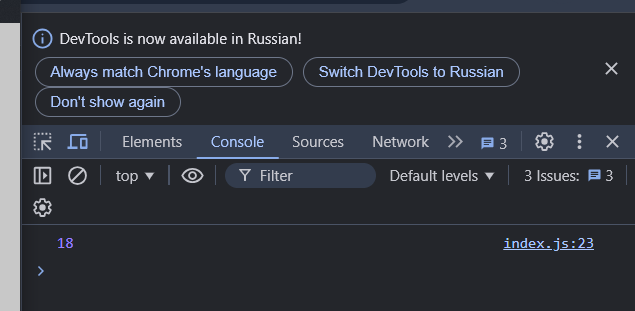 DevTools is now available in Russian!
Always match Chrome's language Switch DevTools to Russian
Don't show again
Elements Console Sources Network 3
top Filter Default levels 3 Issues: 3
18 index.js:23